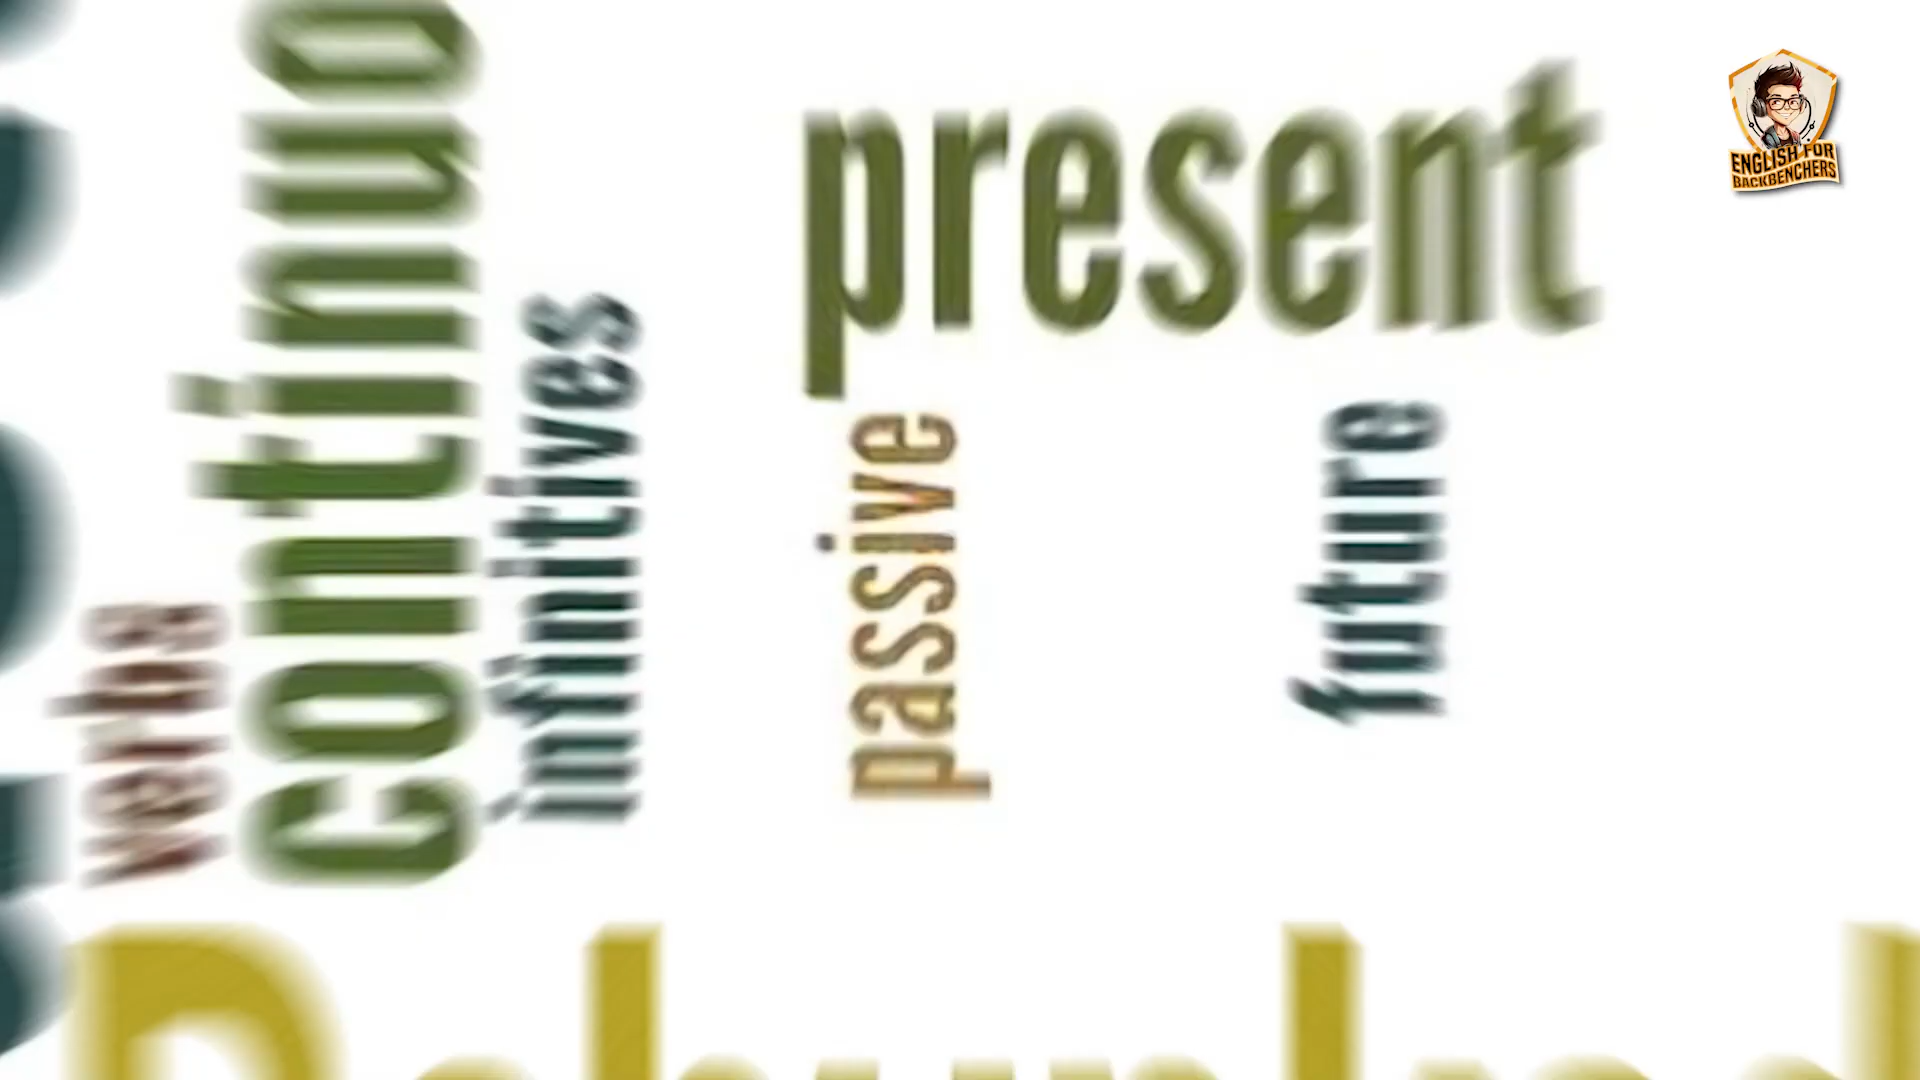 present
continuo
infinitives
passive
future
verbs
ENGLISH FOR
BACKBENCHERS